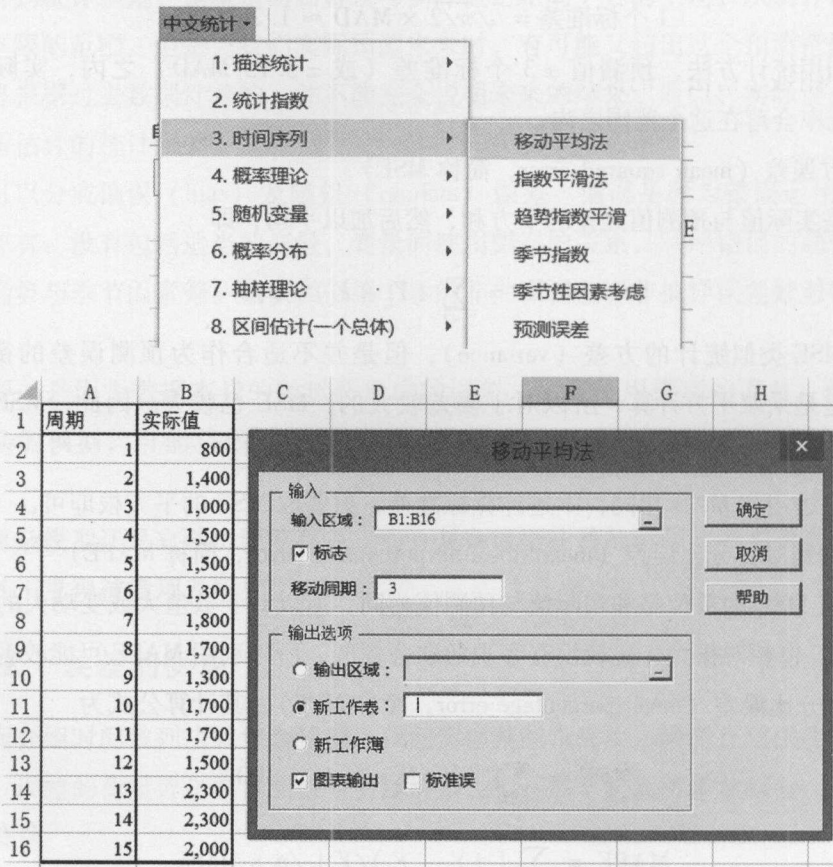 中文统计
1. 描述统计
2. 统计指数
3. 时间序列
4. 概率理论
5. 随机变量
6. 概率分布
7. 抽样理论
8. 区间估计(一个总体)
移动平均法
指数平滑法
趋势指数平滑
季节指数
季节性因素考虑
预测误差
E
A B C D E F G H
1 周期 实际值
2 1 800
3 2 1,400
4 3 1,000
5 4 1,500
6 5 1,500
7 6 1,300
8 7 1,800
9 8 1,700
10 9 1,300
11 10 1,700
12 11 1,700
13 12 1,500
14 13 2,300
15 14 2,300
16 15 2,000
移动平均法
×
输入
输入区域： B1:B16
标志
移动周期： 3
输出选项
输出区域：
新工作表：
新工作簿
图表输出 标准误
确定
取消
帮助